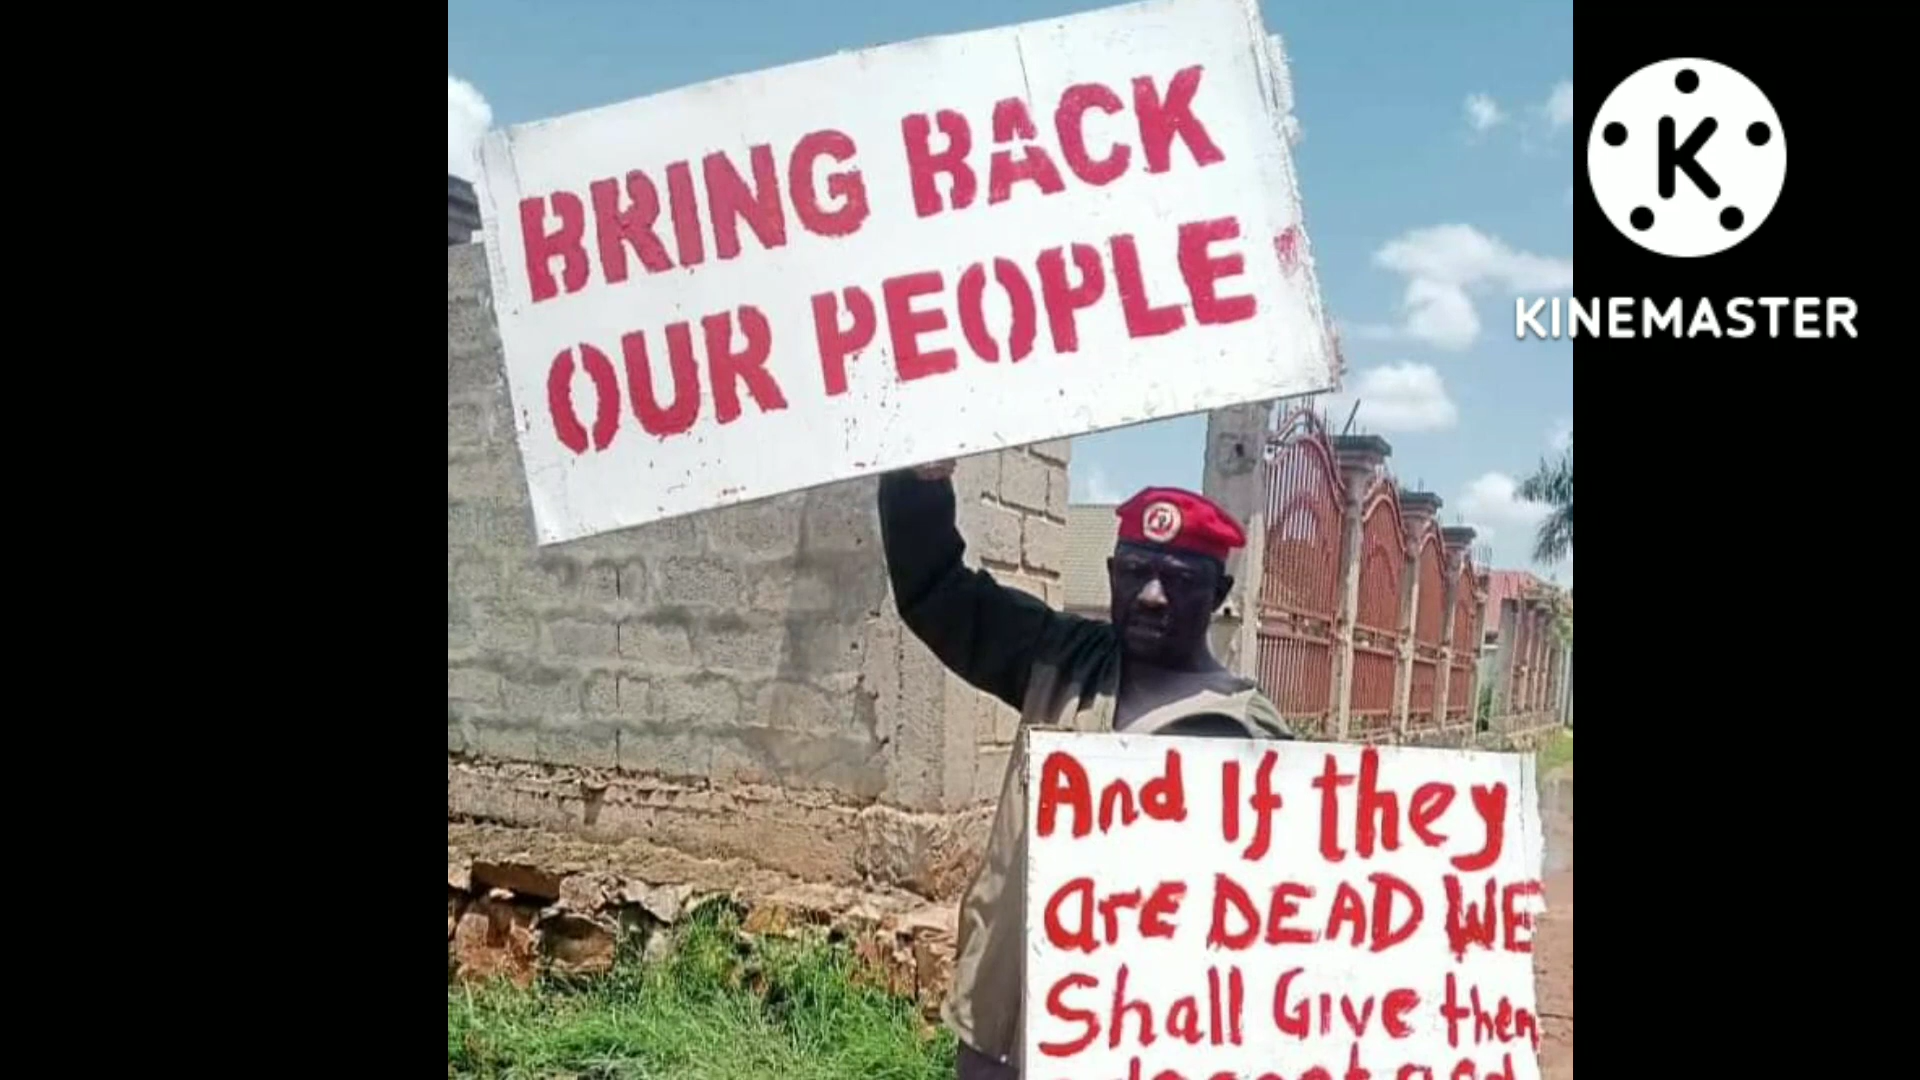 BRING BACK
OUR PEOPLE
K
KINEMASTER
And If they
are DEAD WE
Shall Give them